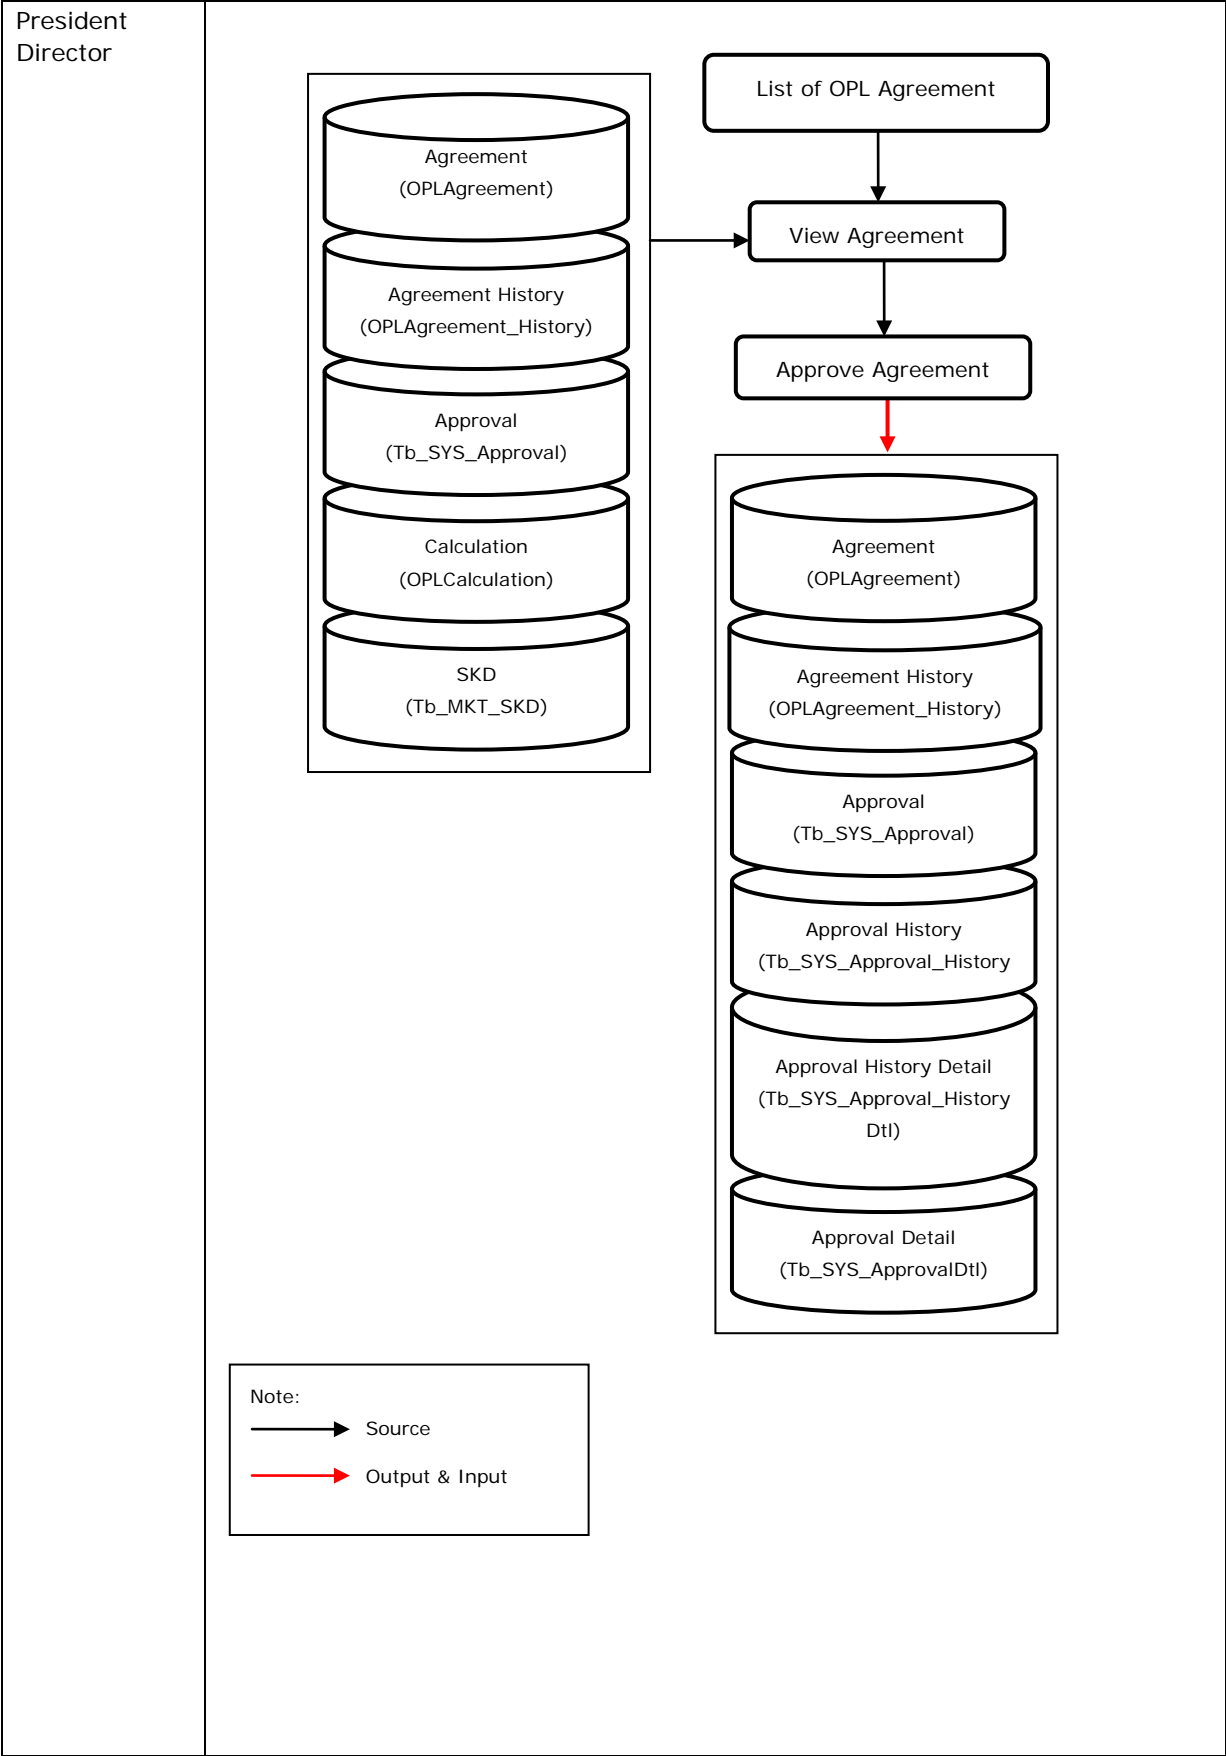 President
Director
List of OPL Agreement
View Agreement
Approve Agreement
Agreement
(OPLAgreement)
Agreement History
(OPLAgreement_History)
Approval
(Tb_SYS_Approval)
Calculation
(OPLCalculation)
SKD
(Tb_MKT_SKD)
Agreement
(OPLAgreement)
Agreement History
(OPLAgreement_History)
Approval
(Tb_SYS_Approval)
Approval History
(Tb_SYS_Approval_History
Approval History Detail
(Tb_SYS_Approval_History
Dtl)
Approval Detail
(Tb_SYS_ApprovalDtl)
Note:
Source
Output & Input